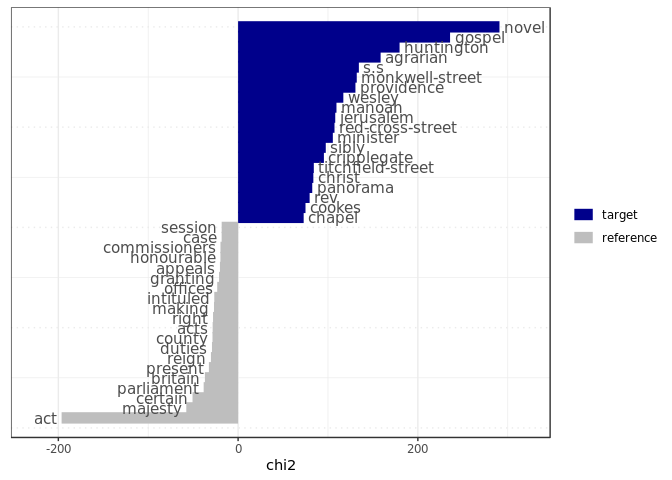 novel
gospel
huntington
agrarian
s.s
monkwell-street
providence
wesley
manoah
jerusalem
red-cross-street
minister
sibly
cripplegate
titchfield-street
christ
panorama
rev
cookes
chapel
session
case
commissioners
honourable
appeals
granting
offices
intituled
making
right
acts
county
duties
reign
present
britain
parliament
certain
majesty
act
-200 0 200
chi2
target
reference